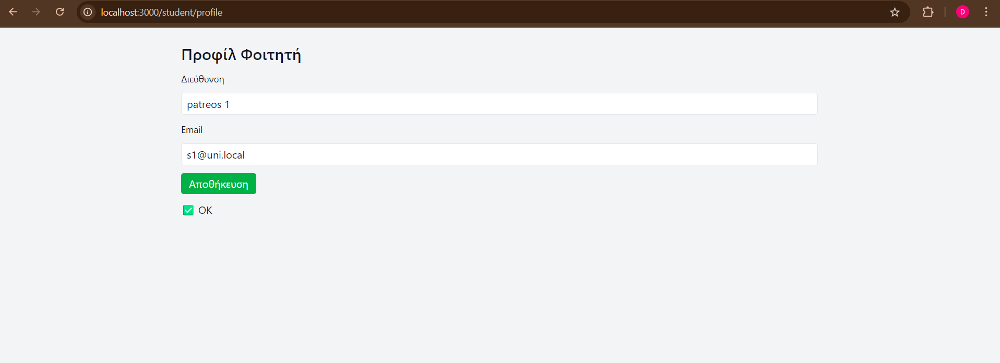 localhost:3000/student/profile
D
Προφίλ Φοιτητή
Διεύθυνση
patreos 1
Email
s1@uni.local
Αποθήκευση
✅ OK